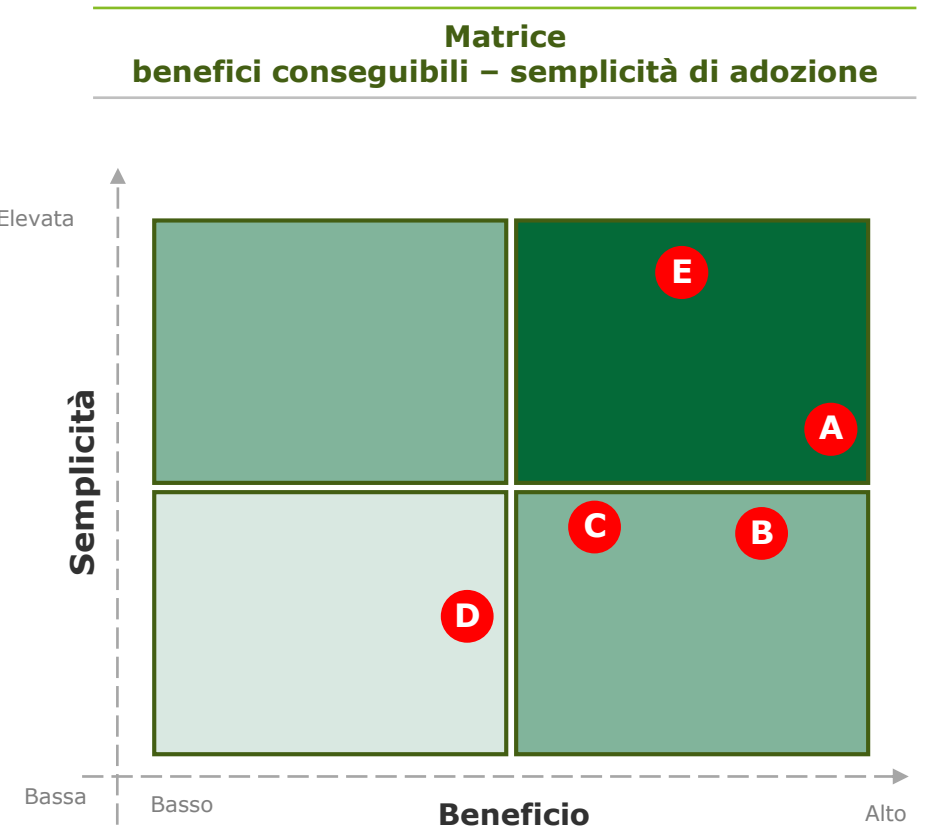 Matrice
benefici conseguibili – semplicità di adozione
Elevata
E
A
Semplicità
C
B
D
Bassa
Basso
Beneficio
Alto